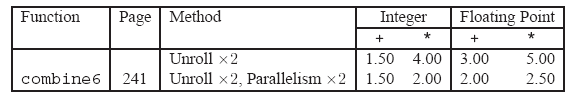 Function Page Method Integer Floating Point
+ * + *
Unroll ×2 1.50 4.00 3.00 5.00
combine6 241 Unroll ×2, Parallelism ×2 1.50 2.00 2.00 2.50